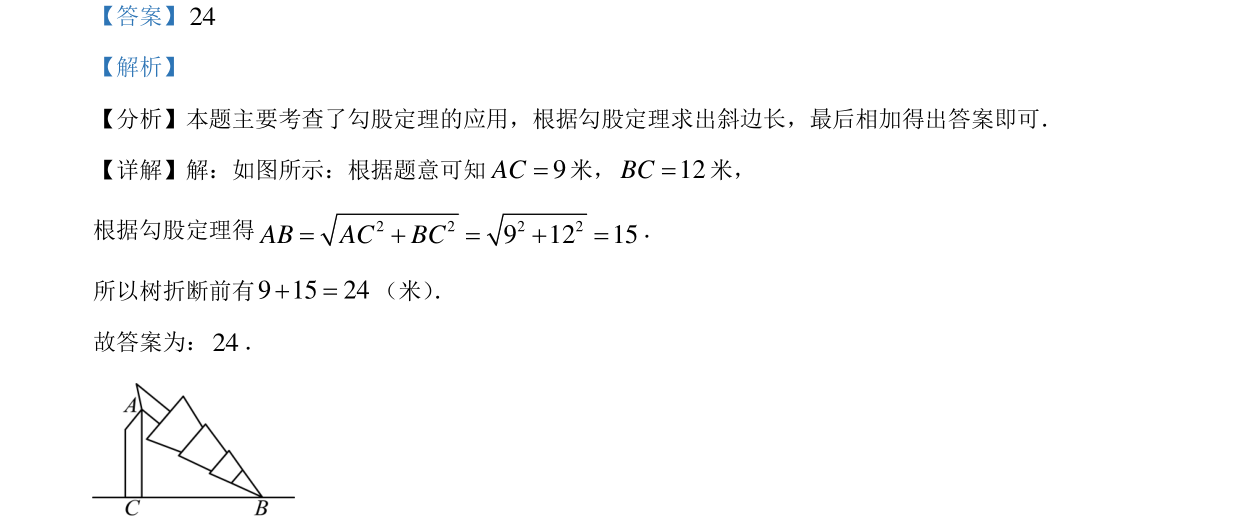 【答案】24
【解析】
【分析】本题主要考查了勾股定理的应用，根据勾股定理求出斜边长，最后相加得出答案即可．
【详解】解：如图所示：根据题意可知 AC = 9 米， BC = 12 米，
根据勾股定理得 AB = √(AC² + BC²) = √(9² + 12²) = 15．
所以树折断前有 9 + 15 = 24 （米）．
故答案为： 24．
A
C B